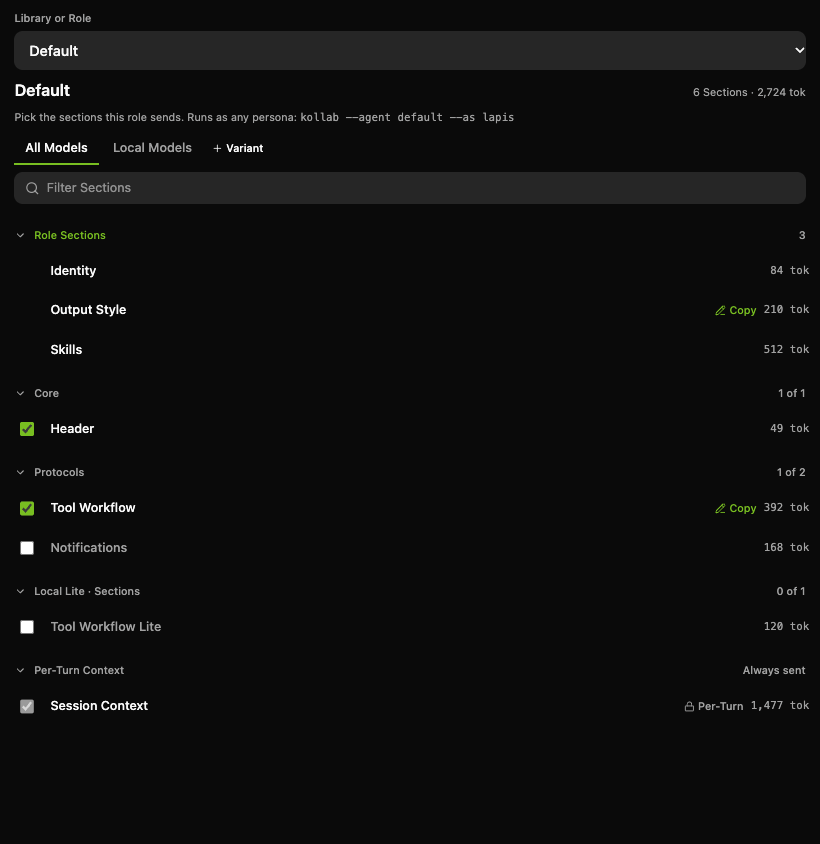 Library or Role
Default
Default
6 Sections · 2,724 tok
Pick the sections this role sends. Runs as any persona: kollab --agent default --as lapis
All Models
Local Models
+ Variant
Filter Sections
Role Sections
3
Identity
84 tok
Output Style
Copy 210 tok
Skills
512 tok
Core
1 of 1
Header
49 tok
Protocols
1 of 2
Tool Workflow
Copy 392 tok
Notifications
168 tok
Local Lite · Sections
0 of 1
Tool Workflow Lite
120 tok
Per-Turn Context
Always sent
Session Context
Per-Turn 1,477 tok